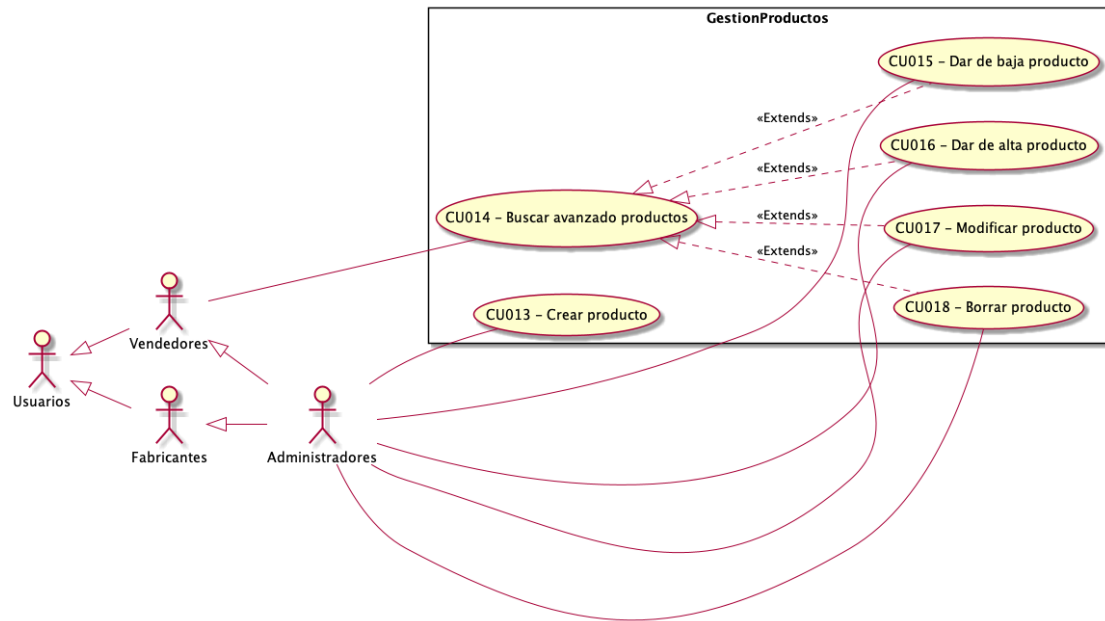 GestionProductos
CU015 – Dar de baja producto
«Extends»
CU016 – Dar de alta producto
«Extends»
CU014 – Buscar avanzado productos
«Extends»
CU017 – Modificar producto
«Extends»
CU018 – Borrar producto
CU013 – Crear producto
Vendedores
Usuarios
Fabricantes
Administradores